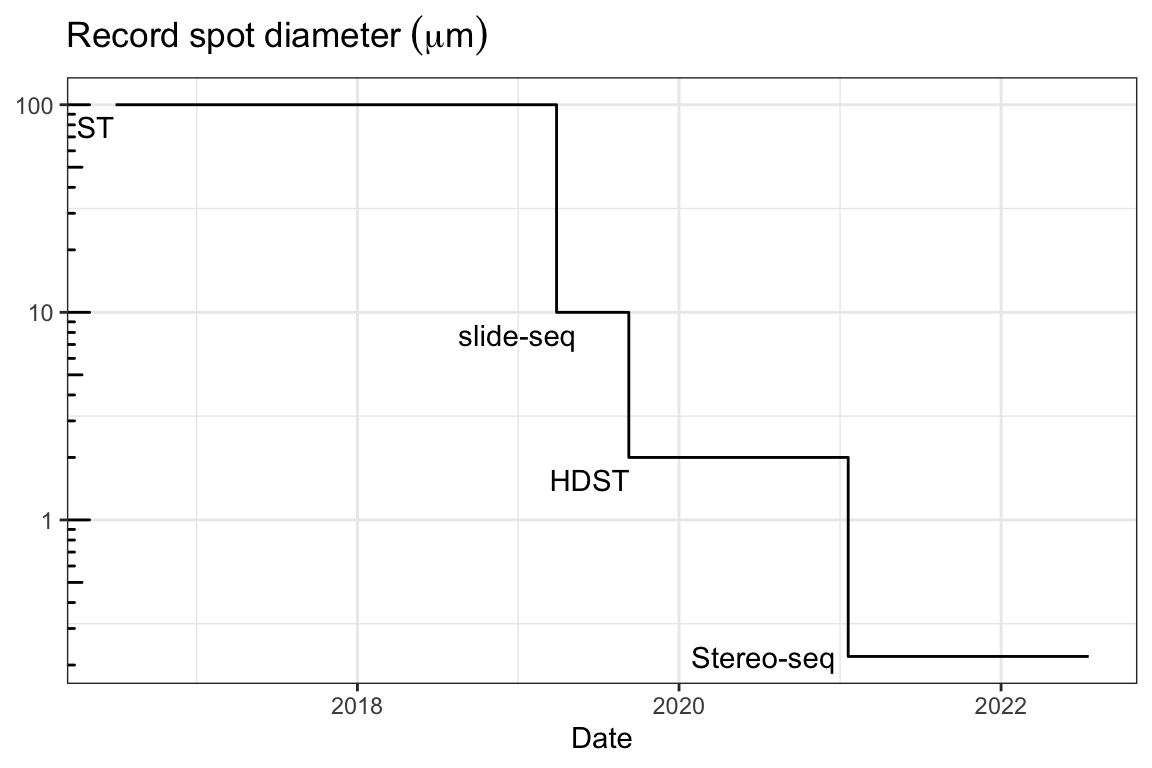 Record spot diameter (μm)
100
ST
10
slide-seq
HDST
1
Stereo-seq
2018 2020 2022
Date